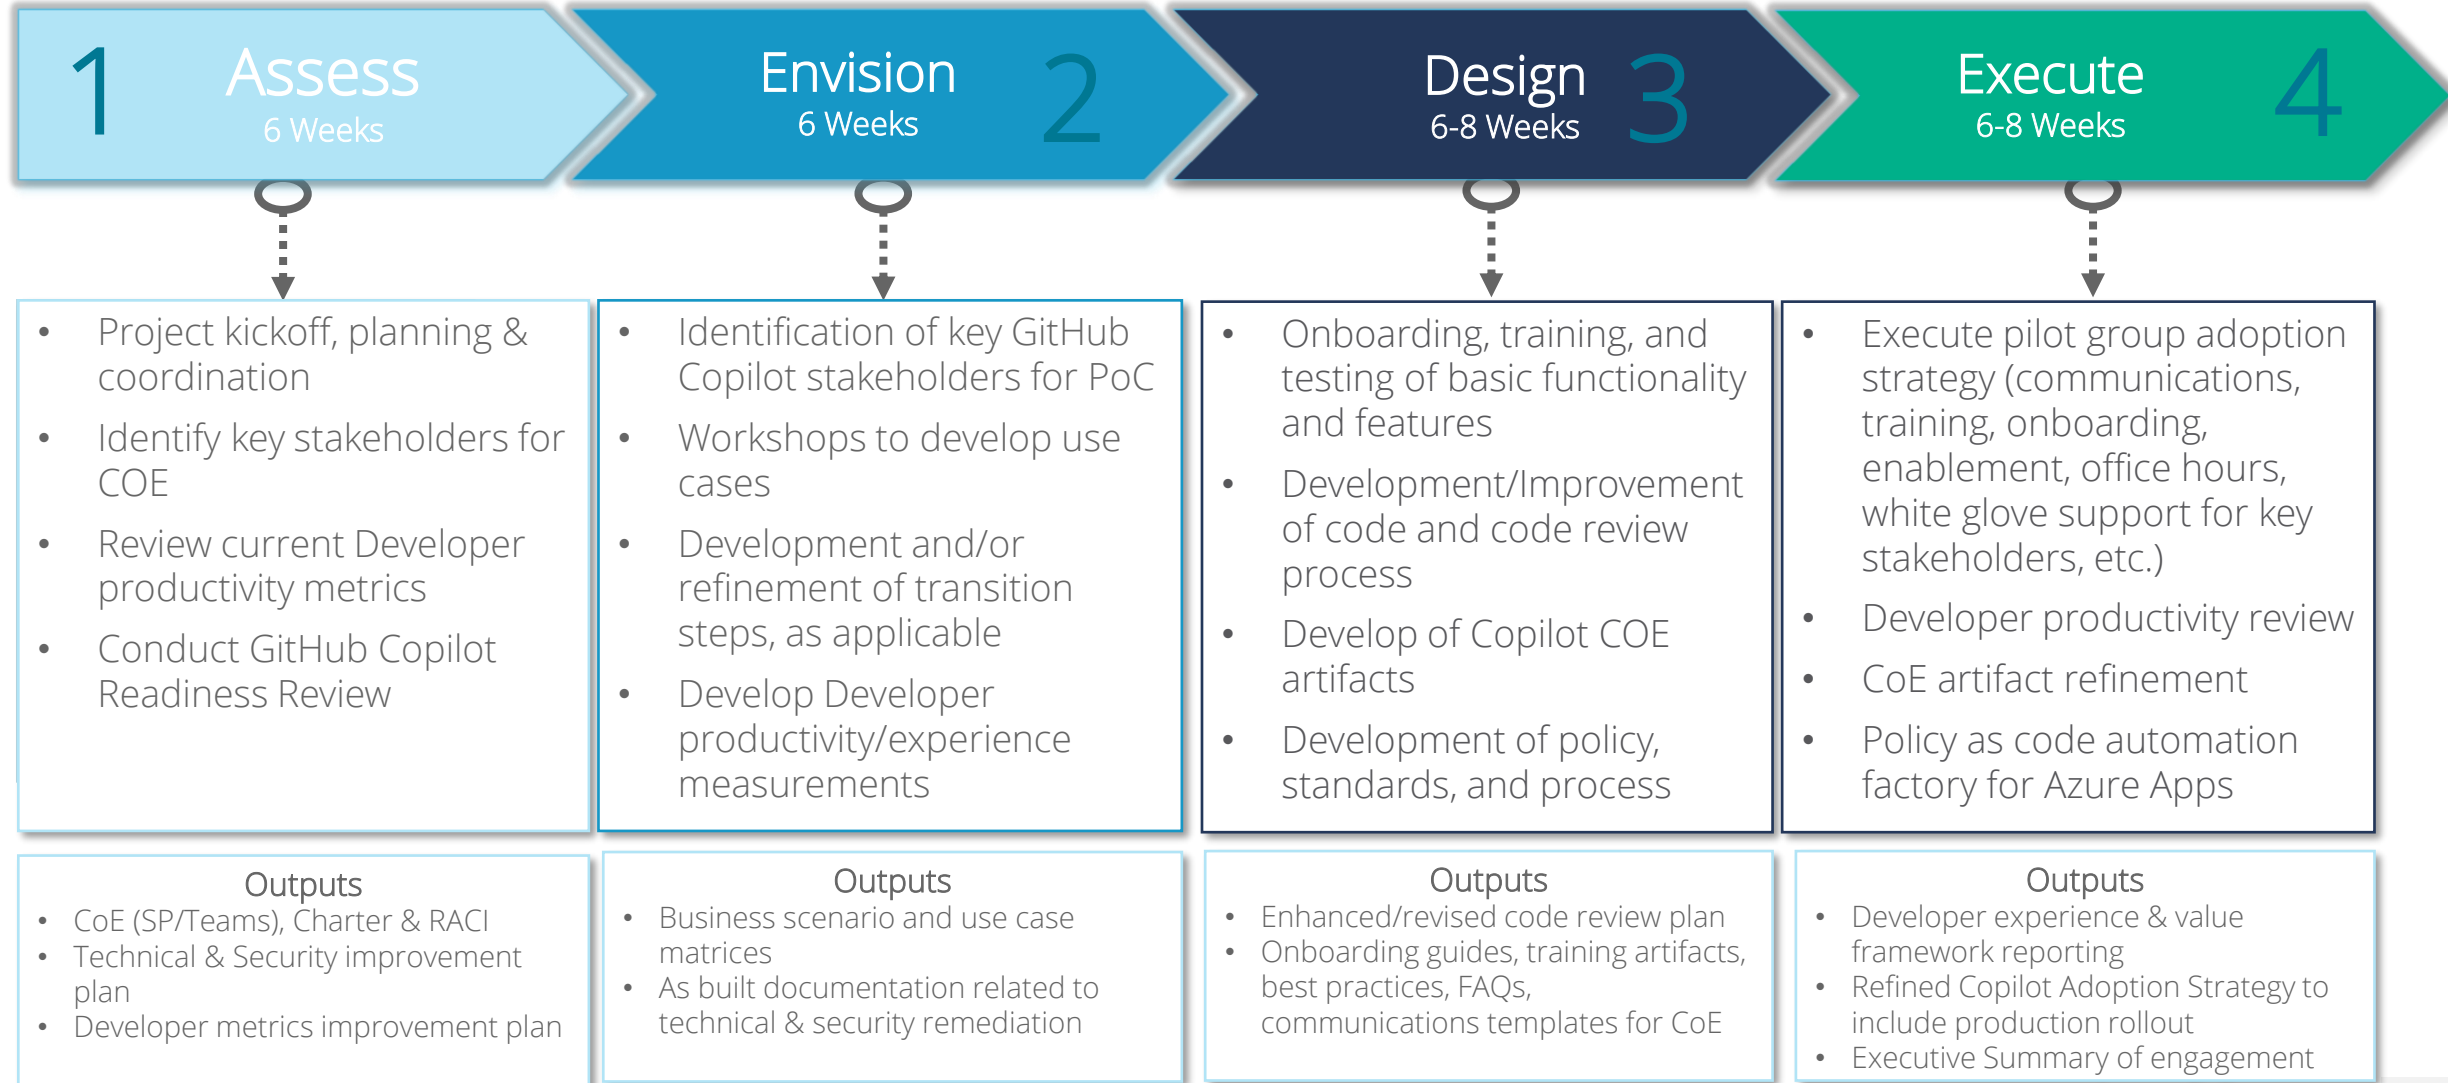 1
Assess
6 Weeks
Envision
6 Weeks
2
Design
6-8 Weeks
3
Execute
6-8 Weeks
4
• Project kickoff, planning &
coordination
• Identify key stakeholders for
COE
• Review current Developer
productivity metrics
• Conduct GitHub Copilot
Readiness Review
• Identification of key GitHub
Copilot stakeholders for PoC
• Workshops to develop use
cases
• Development and/or
refinement of transition
steps, as applicable
• Develop Developer
productivity/experience
measurements
• Onboarding, training, and
testing of basic functionality
and features
• Development/Improvement
of code and code review
process
• Develop of Copilot COE
artifacts
• Development of policy,
standards, and process
• Execute pilot group adoption
strategy (communications,
training, onboarding,
enablement, office hours,
white glove support for key
stakeholders, etc.)
• Developer productivity review
• CoE artifact refinement
• Policy as code automation
factory for Azure Apps
Outputs
• CoE (SP/Teams), Charter & RACI
• Technical & Security improvement
plan
• Developer metrics improvement plan
Outputs
• Business scenario and use case
matrices
• As built documentation related to
technical & security remediation
Outputs
• Enhanced/revised code review plan
• Onboarding guides, training artifacts,
best practices, FAQs,
communications templates for CoE
Outputs
• Developer experience & value
framework reporting
• Refined Copilot Adoption Strategy to
include production rollout
• Executive Summary of engagement